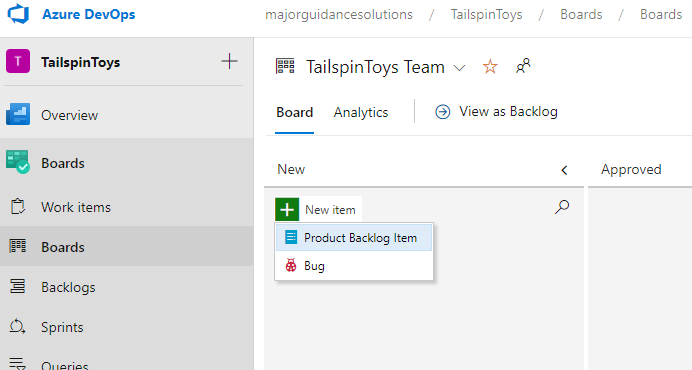 Azure DevOps
majorguidancesolutions / TailspinToys / Boards / Boards
T TailspinToys
TailspinToys Team
Overview
Board Analytics View as Backlog
Boards
New Approved
Work items
New item
Product Backlog Item
Boards
Bug
Backlogs
Sprints
Queries